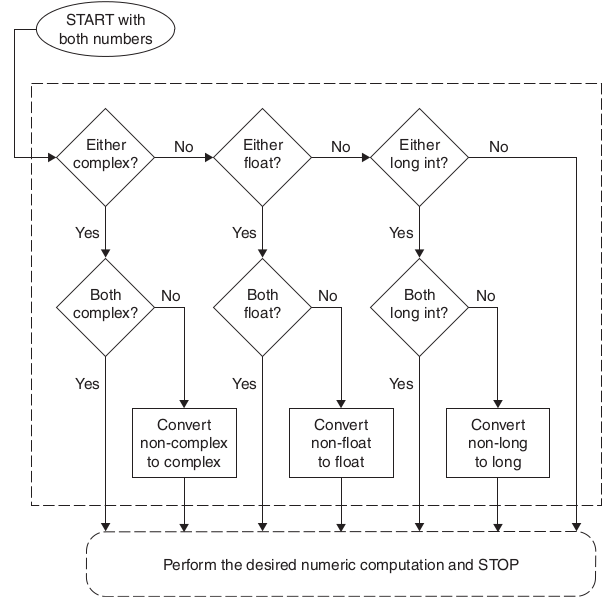 START with
both numbers
Either
complex?
No
Either
float?
No
Either
long int?
No
Yes
Yes
Yes
Both
complex?
No
Both
float?
No
Both
long int?
No
Yes
Yes
Yes
Convert
non-complex
to complex
Convert
non-float
to float
Convert
non-long
to long
Perform the desired numeric computation and STOP